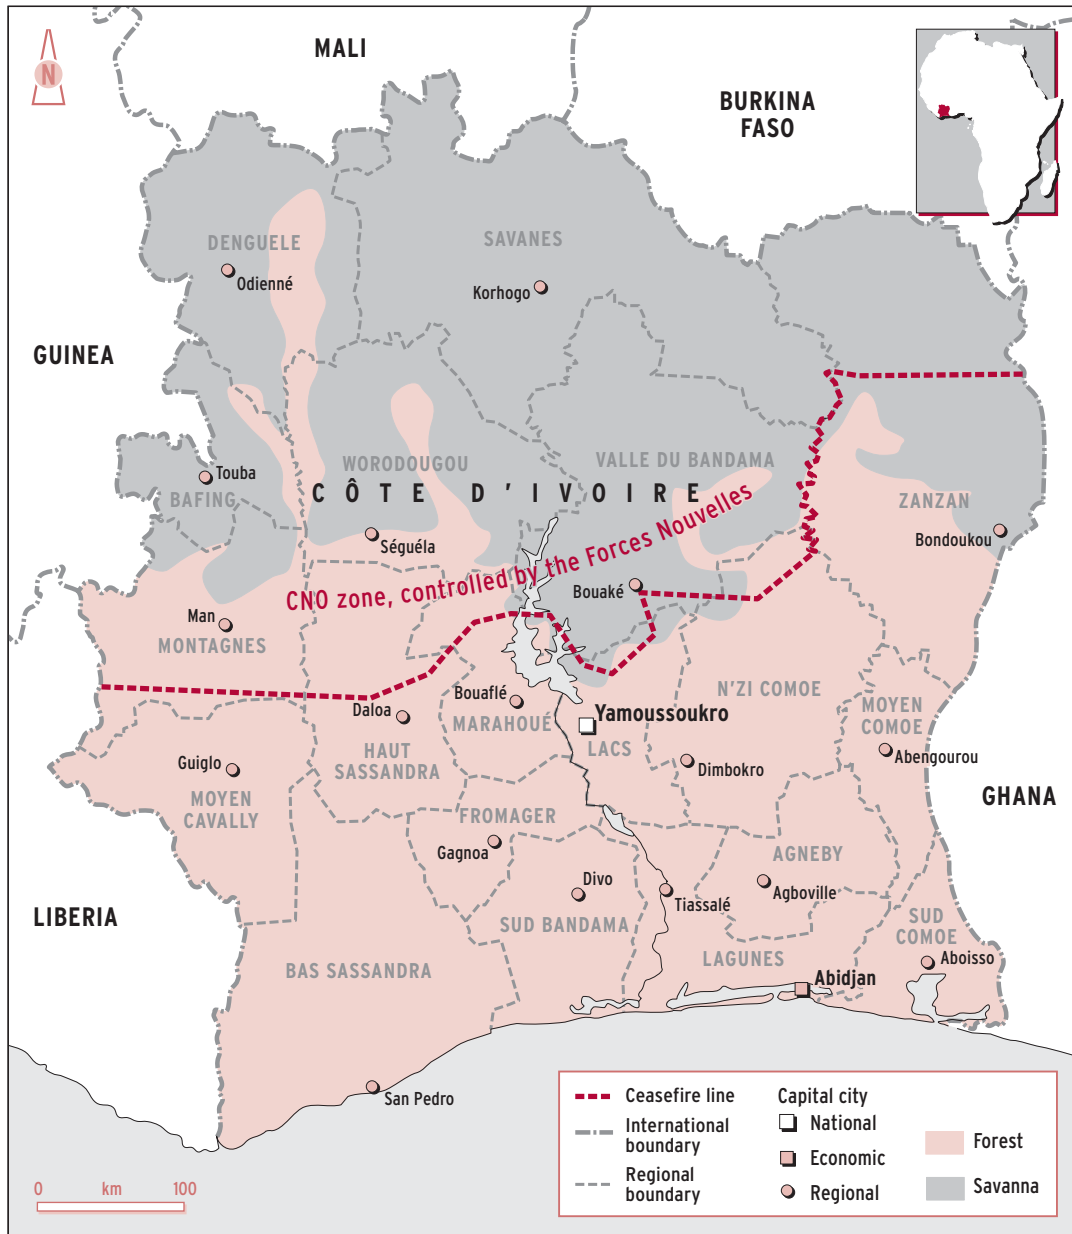 MALI
BURKINA
FASO
N
DENGUELE
SAVANES
Odienné
Korhogo
GUINEA
Touba
BAFING
WORODOUGOU
VALLE DU BANDAMA
CÔTE D'IVOIRE
ZANZAN
Bondoukou
Séguéla
CNO zone, controlled by the Forces Nouvelles
Bouaké
Man
MONTAGNES
Bouaflé
N'ZI COMOE
Daloa
MARAHOUÉ
Yamoussoukro
MOYEN
COMOE
HAUT
SASSANDRA
LACS
Guiglo
Dimbokro
Abengourou
MOYEN
CAVALLY
GHANA
FROMAGER
Gagnoa
AGNEBY
Divo
Tiassalé
Agboville
LIBERIA
SUD BANDAMA
SUD
COMOE
LAGUNES
Aboisso
BAS SASSANDRA
Abidjan
San Pedro
Ceasefire line
International
boundary
Regional
boundary
Capital city
National
Economic
Regional
Forest
Savanna
0 km 100